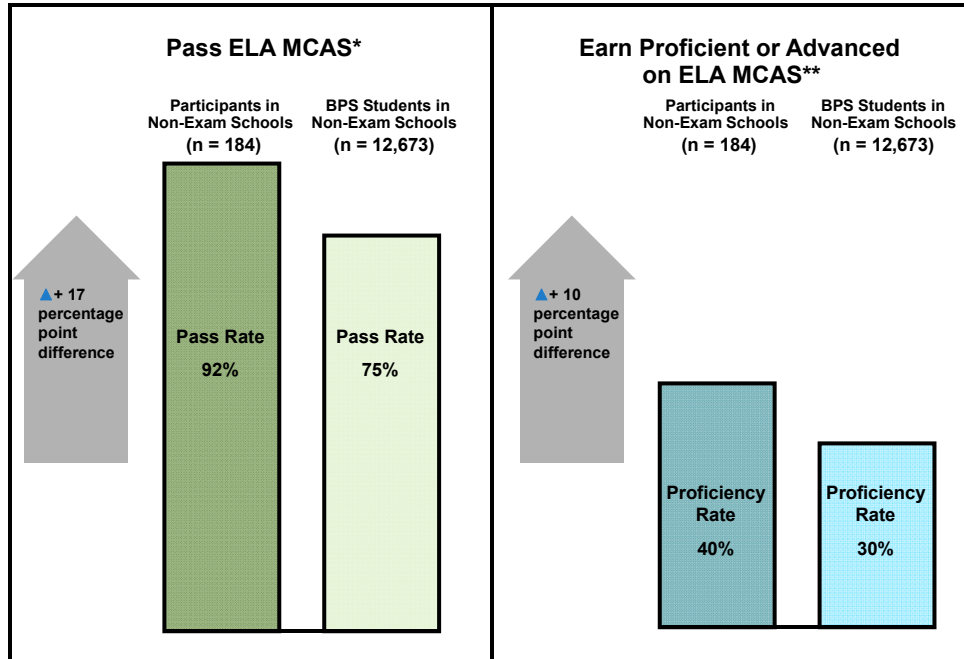 Pass ELA MCAS*
Participants in
Non-Exam Schools
(n = 184)
BPS Students in
Non-Exam Schools
(n = 12,673)
▲+ 17
percentage
point
difference
Pass Rate
92%
Pass Rate
75%
Earn Proficient or Advanced
on ELA MCAS**
Participants in
Non-Exam Schools
(n = 184)
BPS Students in
Non-Exam Schools
(n = 12,673)
▲+ 10
percentage
point
difference
Proficiency
Rate
40%
Proficiency
Rate
30%